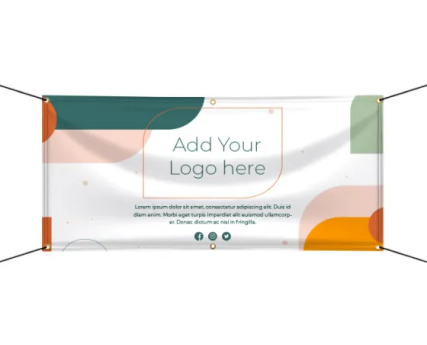 Add Your
Logo here
Lorem ipsum dolor sit amet, consectetur adipiscing elit. Duis id
diam enim. Morbi eget turpis imperdiet elit euismod ullamcorp-
er. Donec dictum ac nisi in fringilla.